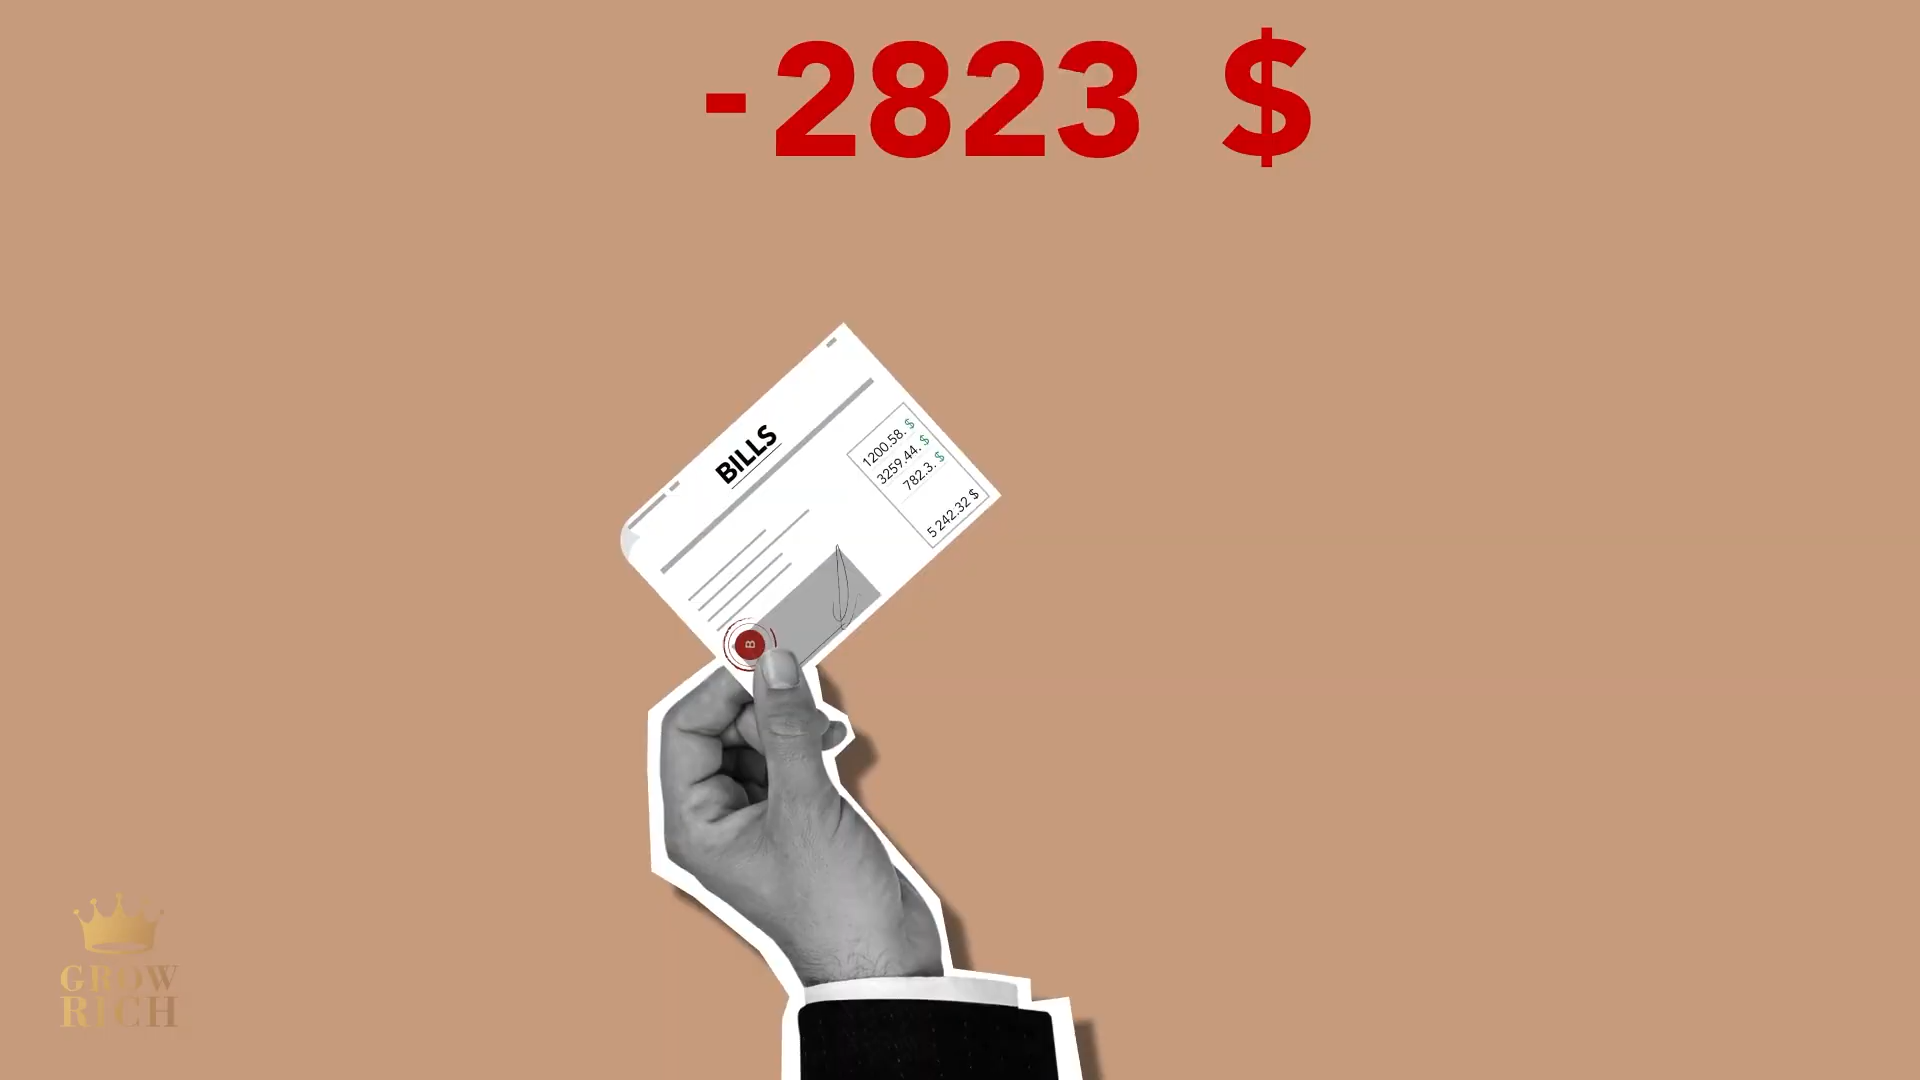 -2823 $
BILLS
1200.58. $
3259.44. $
782.3. $
5 242.32 $
B
GROW
RICH